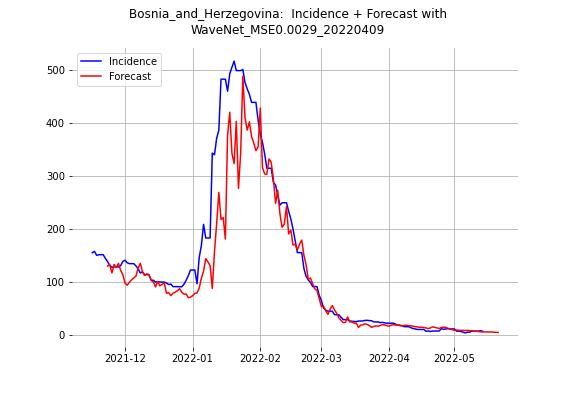 Bosnia_and_Herzegovina:  Incidence + Forecast with
WaveNet_MSE0.0029_20220409
Incidence
Forecast
500
400
300
200
100
0
2021-12 2022-01 2022-02 2022-03 2022-04 2022-05